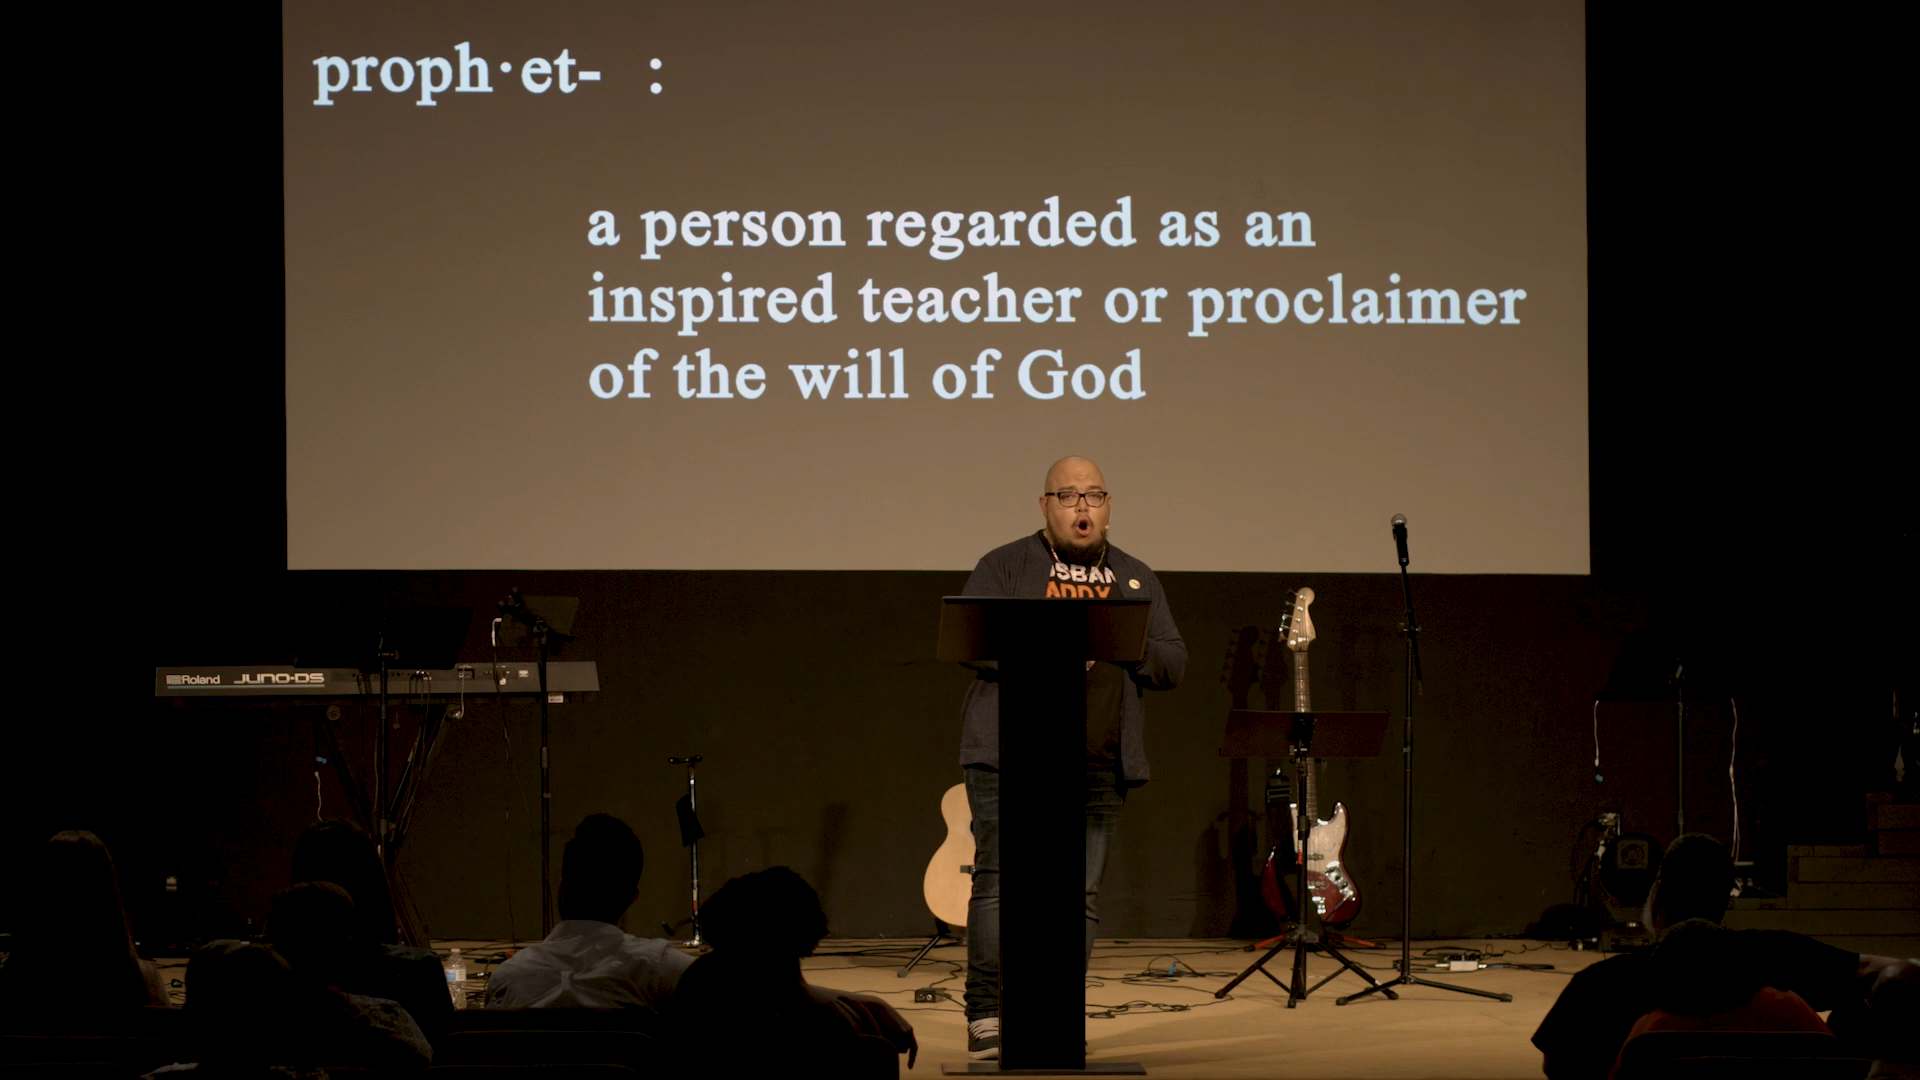 proph·et- :
a person regarded as an
inspired teacher or proclaimer
of the will of God
Roland JUNO-DS